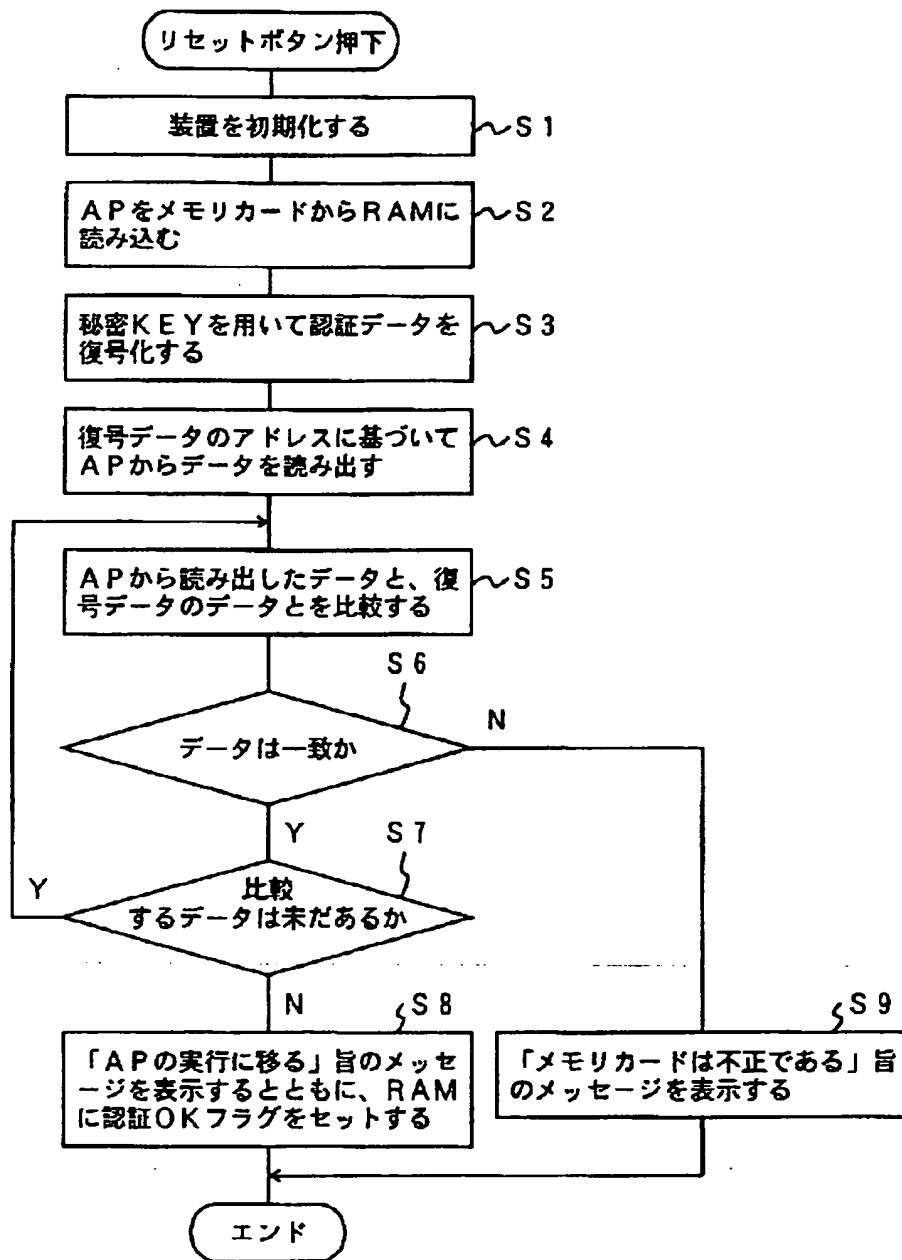 リセットボタン押下
装置を初期化する
S1
APをメモリカードからRAMに
読み込む
S2
秘密KEYを用いて認証データを
復号化する
S3
復号データのアドレスに基づいて
APからデータを読み出す
S4
APから読み出したデータと、復
号データのデータとを比較する
S5
S6
データは一致か
N
Y
S7
比較
するデータは未だあるか
Y
N
S8
「APの実行に移る」旨のメッセ
ージを表示するとともに、RAM
に認証OKフラグをセットする
S9
「メモリカードは不正である」旨
のメッセージを表示する
エンド